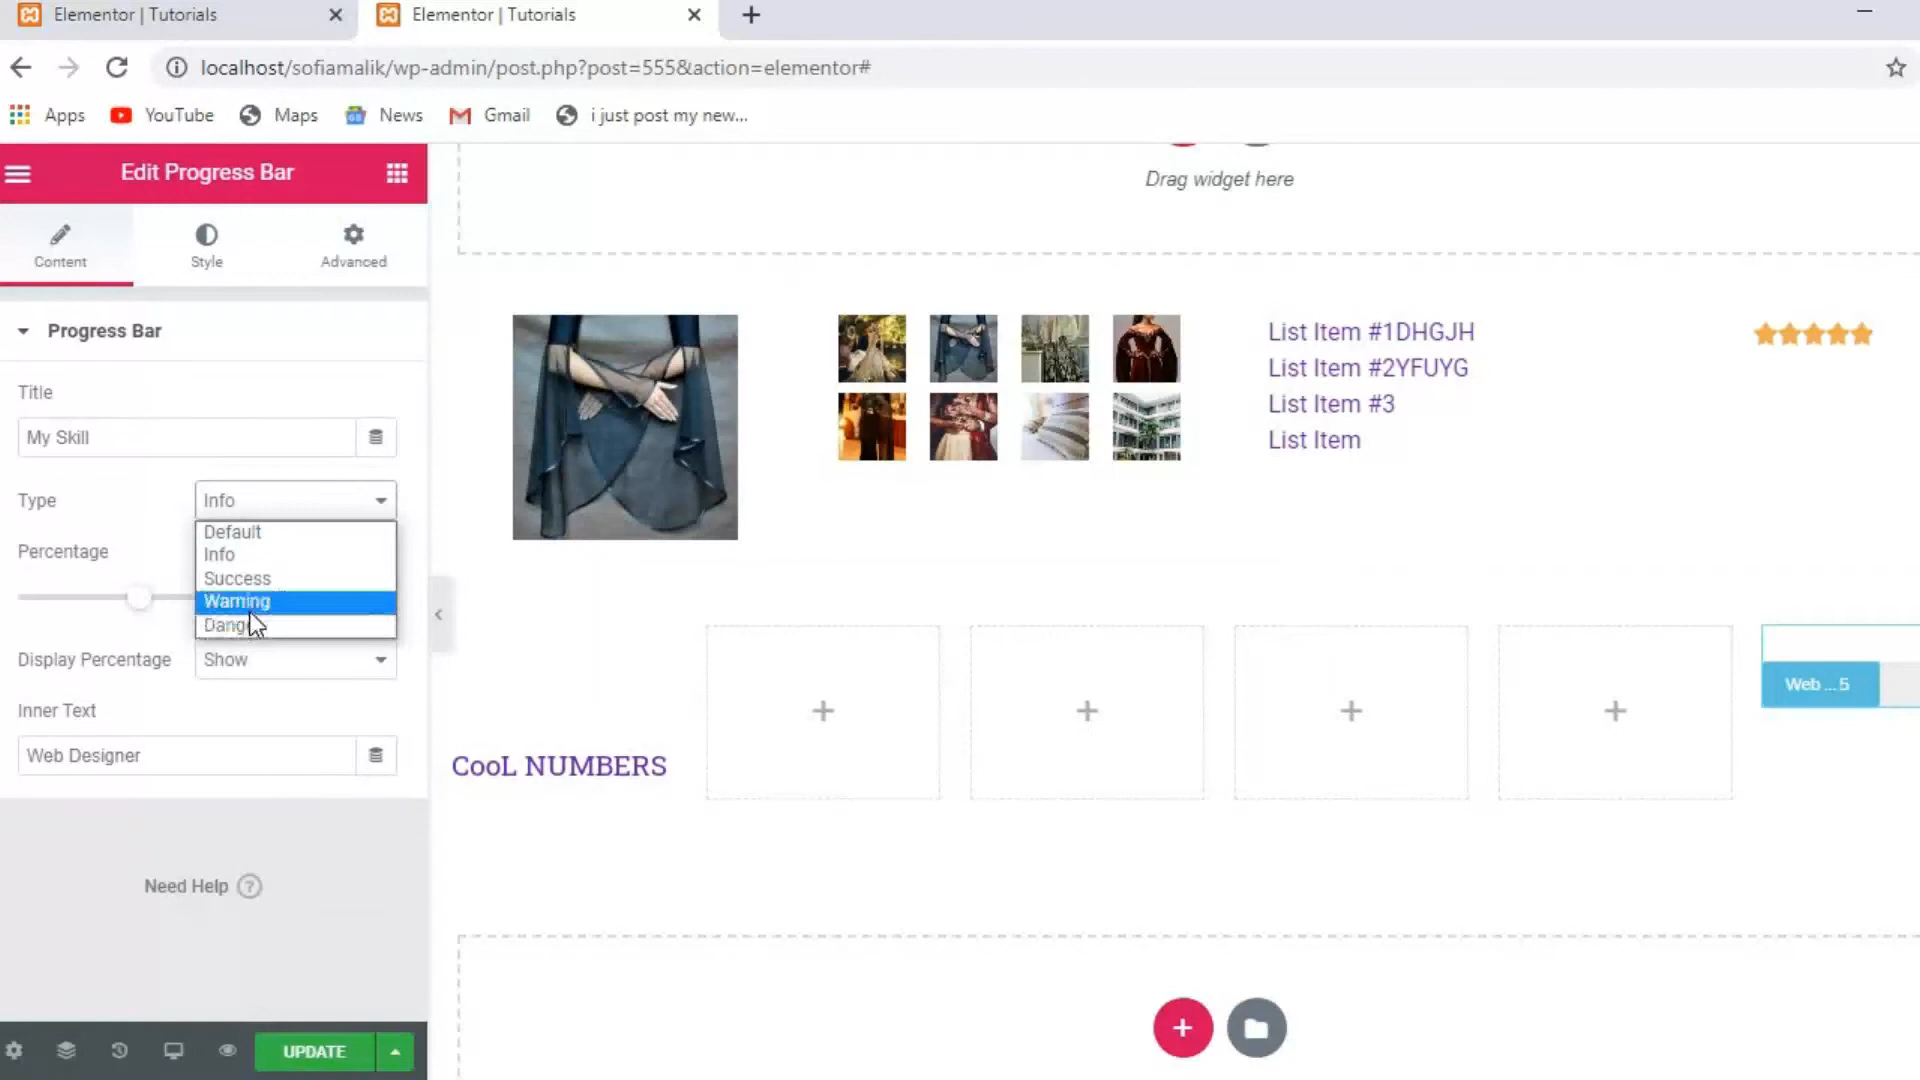 Elementor | Tutorials
Elementor | Tutorials
localhost/sofiamalik/wp-admin/post.php?post=555&action=elementor#
Apps
YouTube
Maps
News
Gmail
i just post my new...
Edit Progress Bar
Content
Style
Advanced
Progress Bar
Title
My Skill
Type
Info
Default
Info
Success
Warning
Percentage
Display Percentage
Show
Inner Text
Web Designer
Need Help ?
UPDATE
Drag widget here
List Item #1DHGJH
List Item #2YFUYG
List Item #3
List Item
Web ... 5
CooL NUMBERS